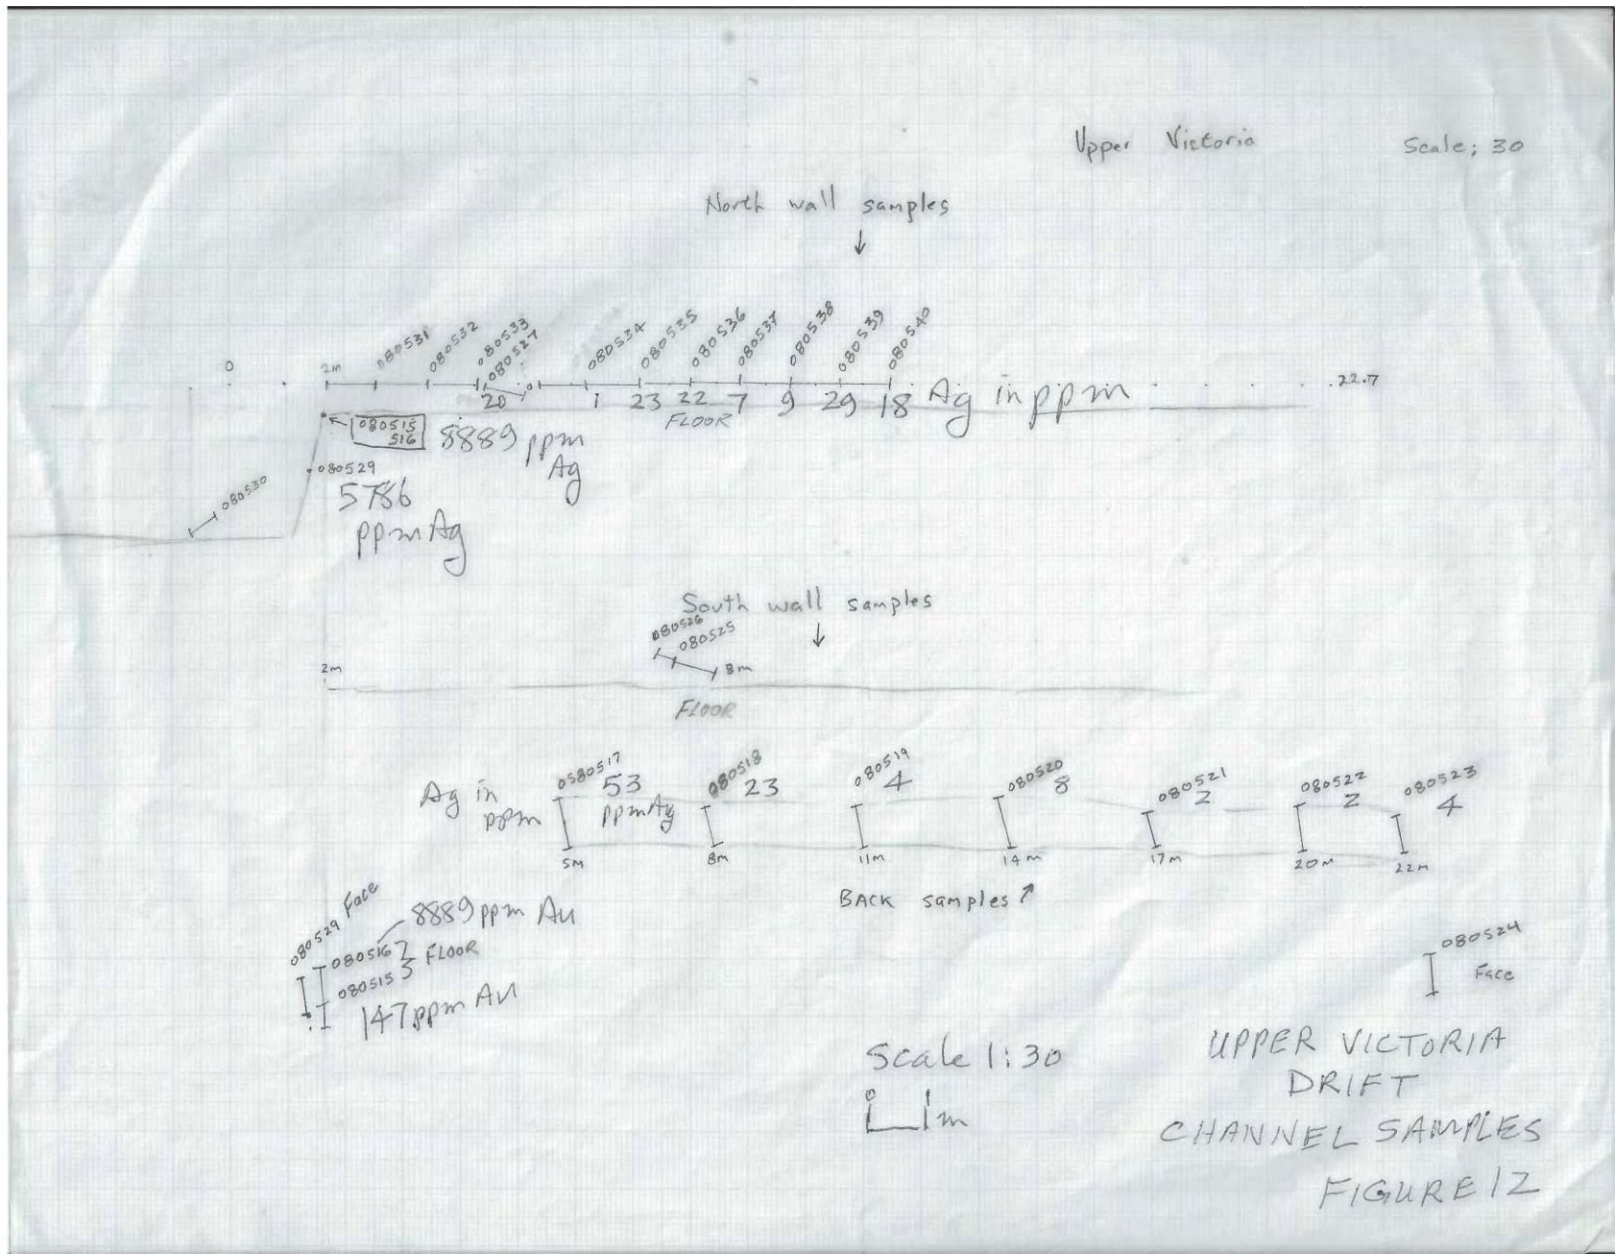 Upper Victoria Scale; 30
North wall samples
↓
0 2m 080531 080532 080533 080527 080534 080535 080536 080537 080538 080539 080540 22.7
20 0 1 23 22 7 9 29 18 Ag in ppm
FLOOR
080515
516
8889 ppm
Ag
080529
5786
ppm Ag
080530
South wall samples
↓
080526
080525
2m 8m
FLOOR
Ag in
ppm
0580517 080518 080519 080520 080521 080522 080523
53 23 4 8 2 2 4
ppm Ag
5m 8m 11m 14m 17m 20m 22m
BACK samples ↗
080529 Face
8889 ppm Au
080516 } FLOOR
080515
147 ppm Au
080524
Face
Scale 1:30
0 1m
UPPER VICTORIA
DRIFT
CHANNEL SAMPLES
FIGURE 12